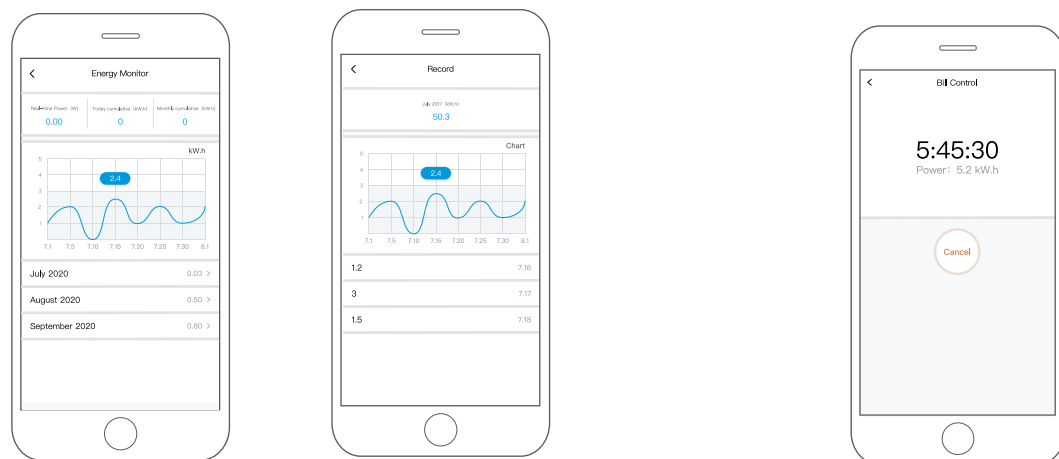 Energy Monitor
Real-time Power (W) Today cumulative (kW.h) Monthly cumulative (kW.h)
0.00 0 0
kW.h
5
4
3
2
1
2.4
7.1 7.5 7.10 7.15 7.20 7.25 7.30 8.1
July 2020 0.03 >
August 2020 0.50 >
September 2020 0.80 >
Record
July 2017 (kW.h)
50.3
Chart
5
4
3
2
1
2.4
7.1 7.5 7.10 7.15 7.20 7.25 7.30 8.1
1.2 7.16
3 7.17
1.5 7.18
Bill Control
5:45:30
Power: 5.2 kW.h
Cancel